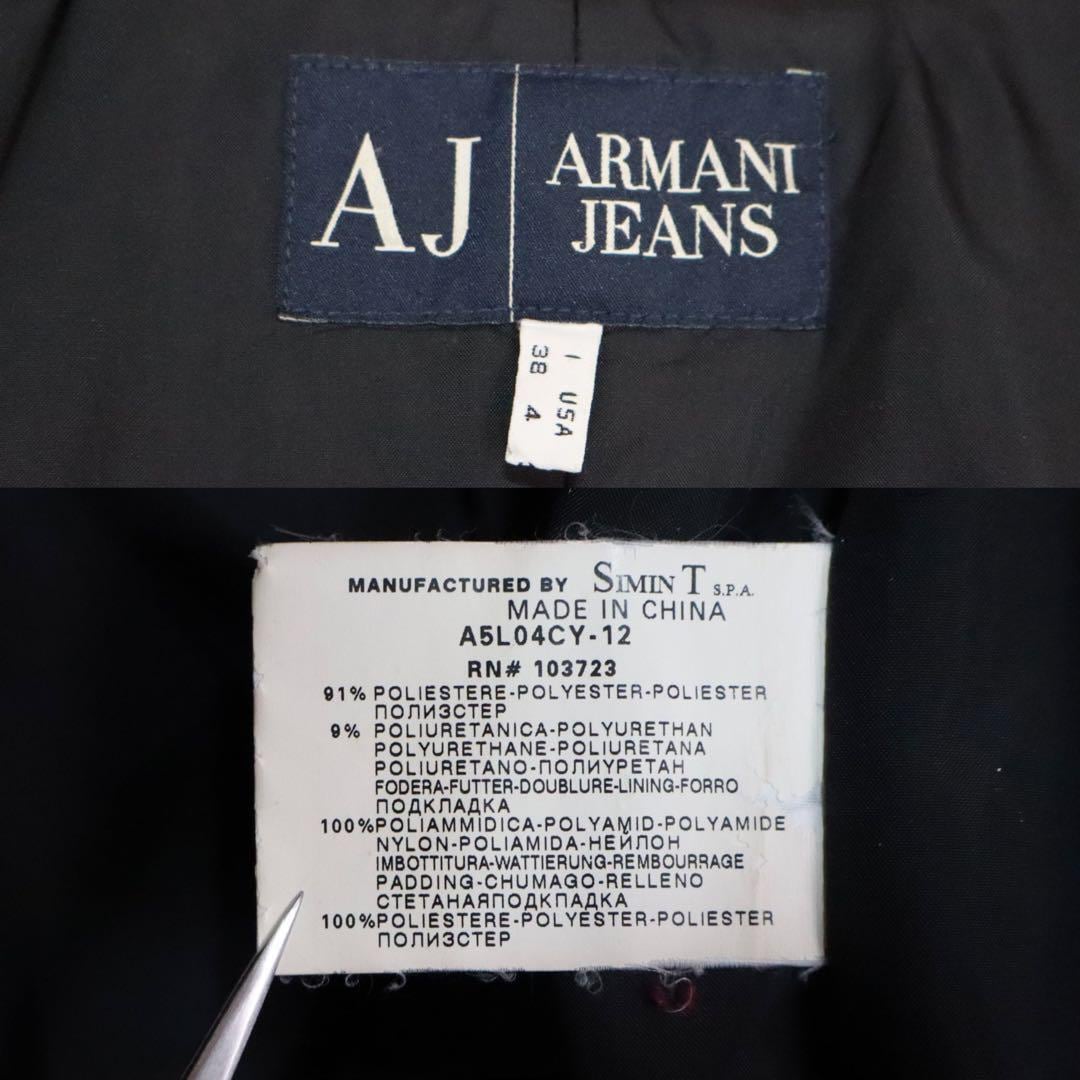 AJ
ARMANI
JEANS
I USA
38 4
MANUFACTURED BY SIMINT S.P.A.
MADE IN CHINA
A5L04CY-12
RN# 103723
91% POLIESTERE-POLYESTER-POLIESTER
ПОЛИЗСТЕР
9% POLIURETANICA-POLYURETHAN
POLYURETHANE-POLIURETANA
POLIURETANO-ПОЛИУРЕТАН
FODERA-FUTTER-DOUBLURE-LINING-FORRO
ПОДКЛАДКА
100%POLIAMMIDICA-POLYAMID-POLYAMIDE
NYLON-POLIAMIDA-НЕЙЛОН
IMBOTTITURA-WATTIERUNG-REMBOURRAGE
PADDING-CHUMAGO-RELLENO
СТЕТАНАЯПОДКПАДКА
100%POLIESTERE-POLYESTER-POLIESTER
ПОЛИЗСТЕР